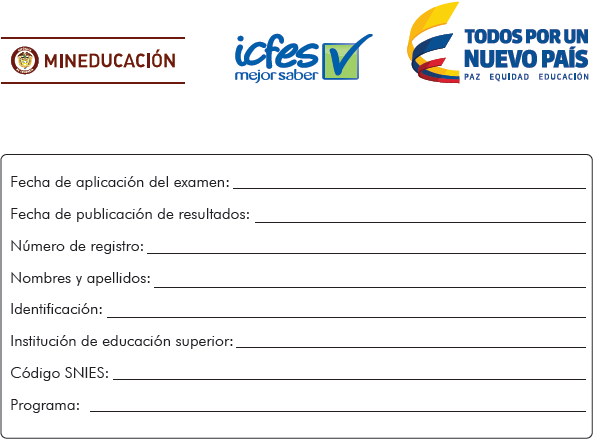 MINEDUCACIÓN
icfes
mejor saber
TODOS POR UN
NUEVO PAÍS
PAZ EQUIDAD EDUCACIÓN
Fecha de aplicación del examen:
Fecha de publicación de resultados:
Número de registro:
Nombres y apellidos:
Identificación:
Institución de educación superior:
Código SNIES:
Programa: